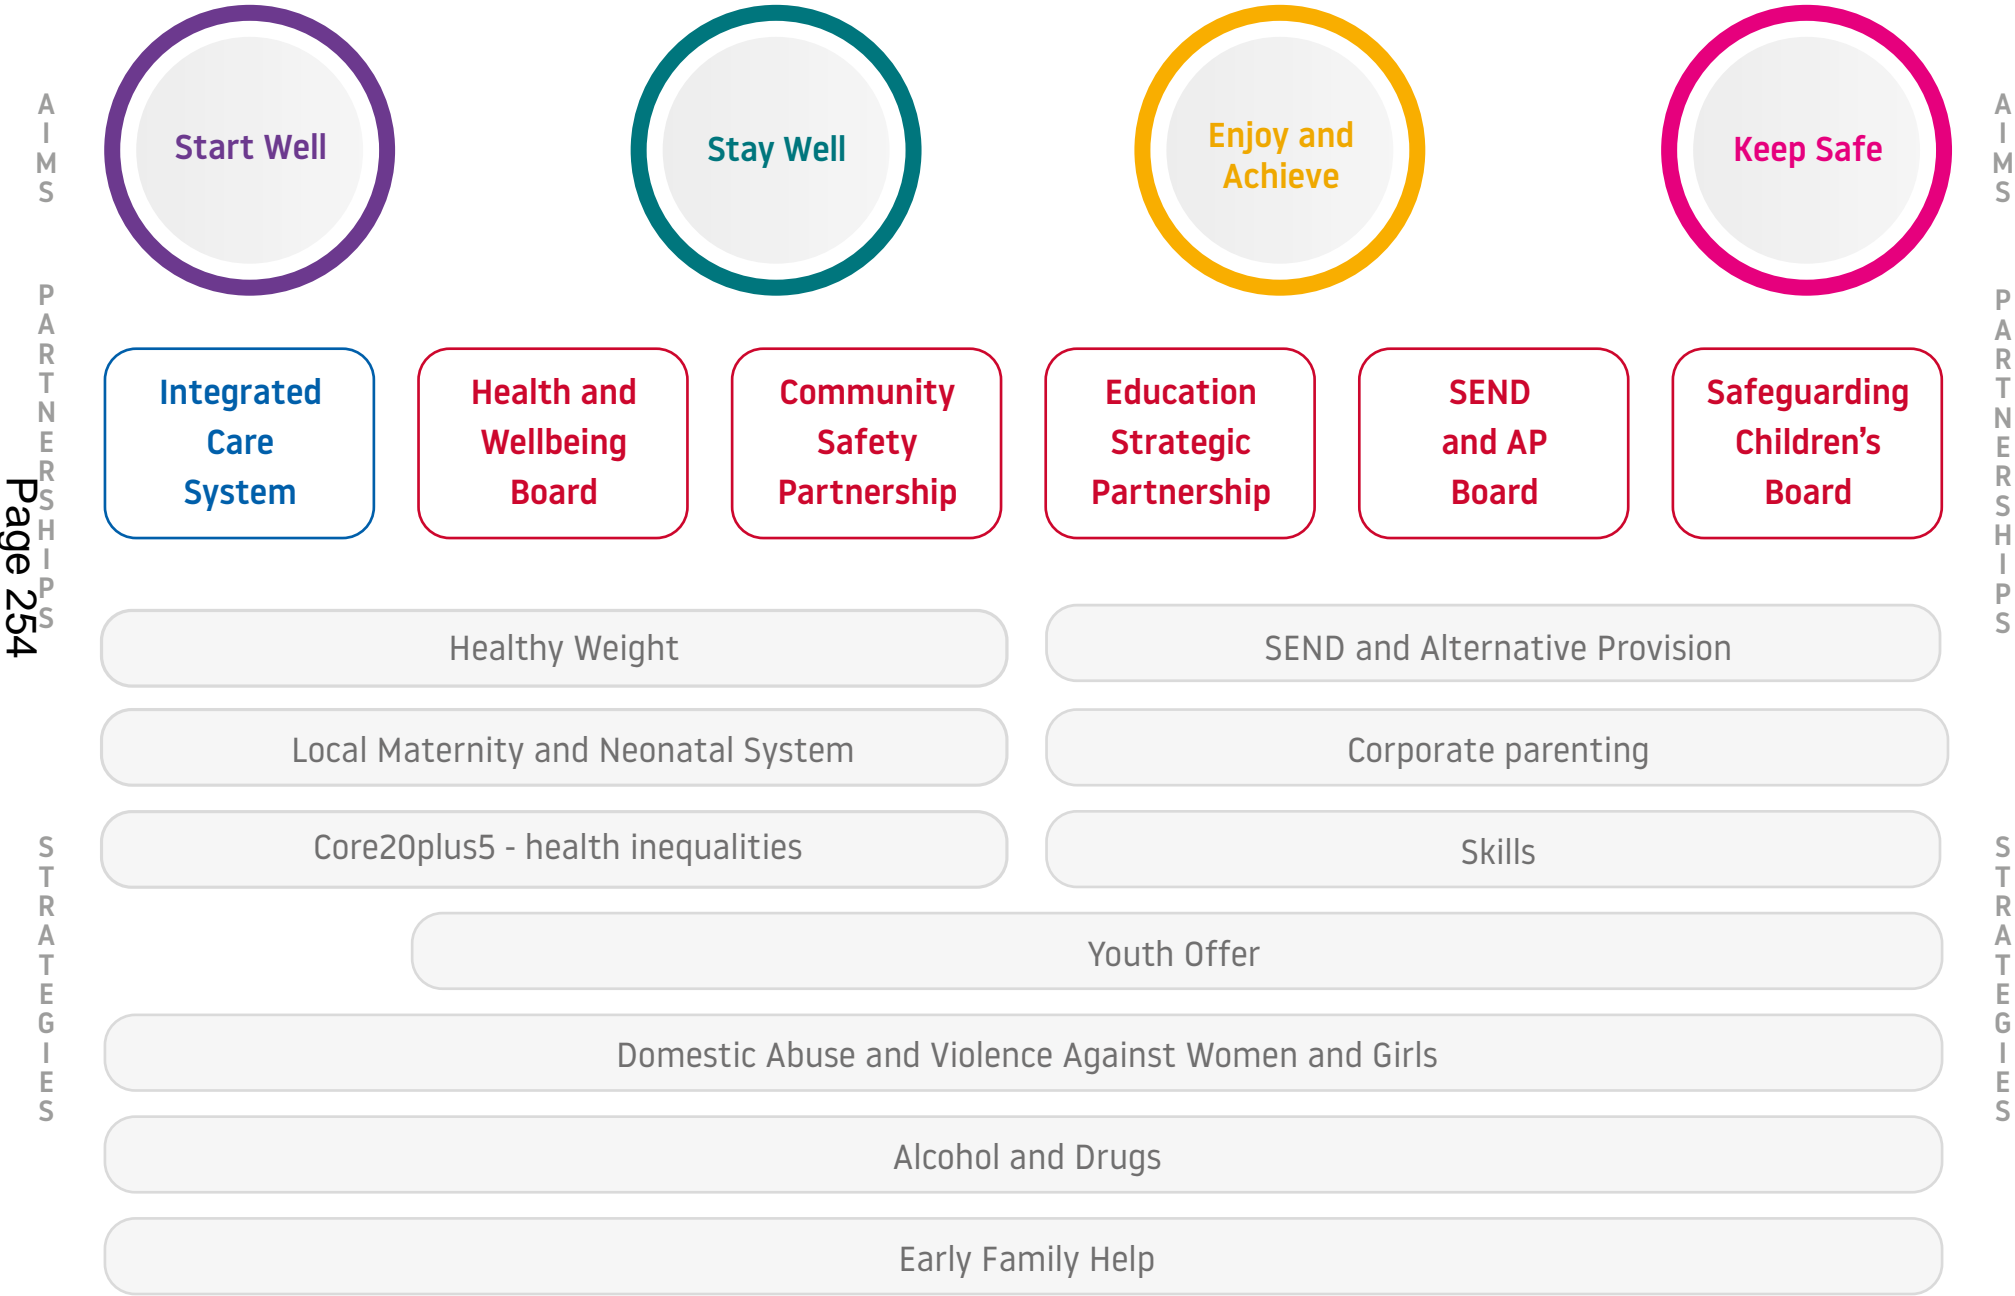 AIMS
Start Well
Stay Well
Enjoy and
Achieve
Keep Safe
AIMS
PARTNERSHIPS
Integrated
Care
System
Health and
Wellbeing
Board
Community
Safety
Partnership
Education
Strategic
Partnership
SEND
and AP
Board
Safeguarding
Children’s
Board
PARTNERSHIPS
Page 254
STRATEGIES
Healthy Weight
SEND and Alternative Provision
Local Maternity and Neonatal System
Corporate parenting
Core20plus5 - health inequalities
Skills
Youth Offer
Domestic Abuse and Violence Against Women and Girls
Alcohol and Drugs
Early Family Help
STRATEGIES